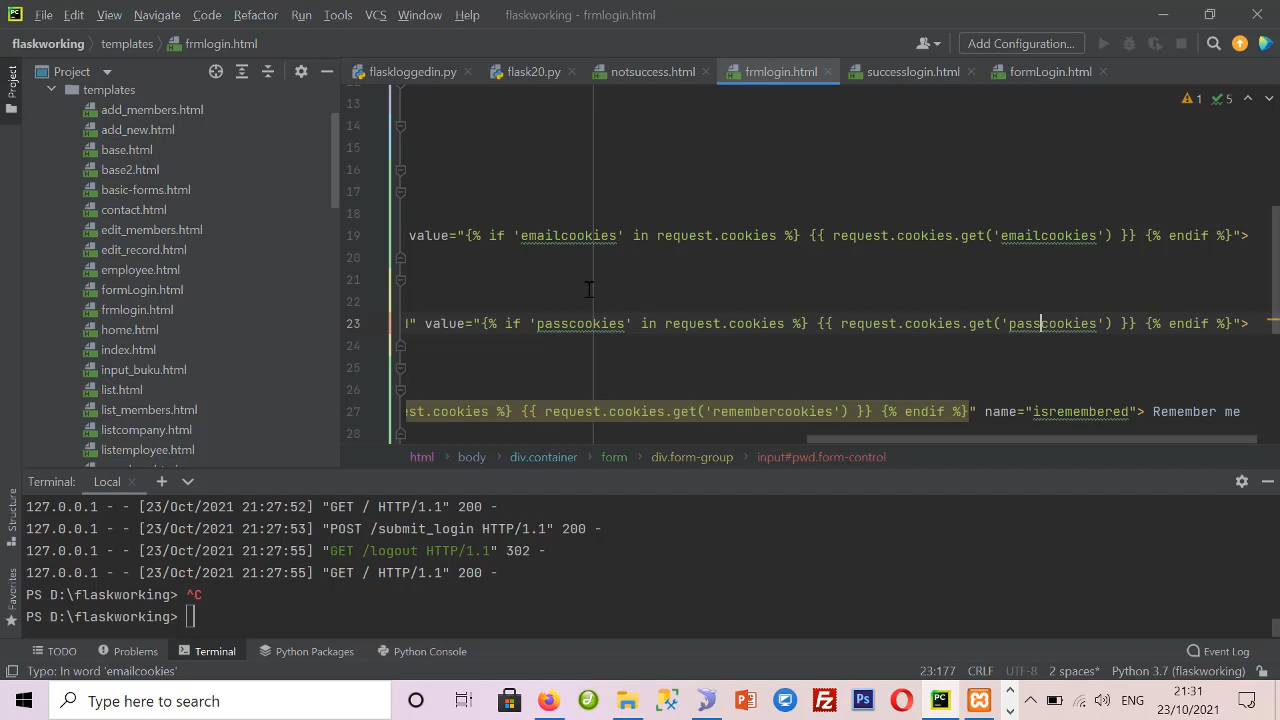 File Edit View Navigate Code Refactor Run Tools VCS Window Help flaskworking - frmlogin.html
flaskworking templates frmlogin.html Add Configuration...
Project
Project flaskloggedin.py flask20.py notsuccess.html frmlogin.html successlogin.html formLogin.html
templates
add_members.html
add_new.html
base.html
base2.html
basic-forms.html
contact.html
edit_members.html
edit_record.html
employee.html
formLogin.html
frmlogin.html
home.html
index.html
input_buku.html
list.html
list_members.html
listcompany.html
listemployee.html
1 5
13
14
15
16
17
18
19 value="{% if 'emailcookies' in request.cookies %} {{ request.cookies.get('emailcookies') }} {% endif %}">
20
21
22
23 " value="{% if 'passcookies' in request.cookies %} {{ request.cookies.get('passcookies') }} {% endif %}">
24
25
26
27 est.cookies %} {{ request.cookies.get('remembercookies') }} {% endif %}" name="isremembered"> Remember me
28
html body div.container form div.form-group input#pwd.form-control
Terminal: Local
127.0.0.1 - - [23/Oct/2021 21:27:52] "GET / HTTP/1.1" 200 -
127.0.0.1 - - [23/Oct/2021 21:27:53] "POST /submit_login HTTP/1.1" 200 -
127.0.0.1 - - [23/Oct/2021 21:27:55] "GET /logout HTTP/1.1" 302 -
127.0.0.1 - - [23/Oct/2021 21:27:55] "GET / HTTP/1.1" 200 -
PS D:\flaskworking> ^C
PS D:\flaskworking>
Structure
Favorites
TODO Problems Terminal Python Packages Python Console Event Log
Typo: In word 'emailcookies' 23:177 CRLF UTF-8 2 spaces* Python 3.7 (flaskworking)
Type here to search ENG 21:31
23/10/2021